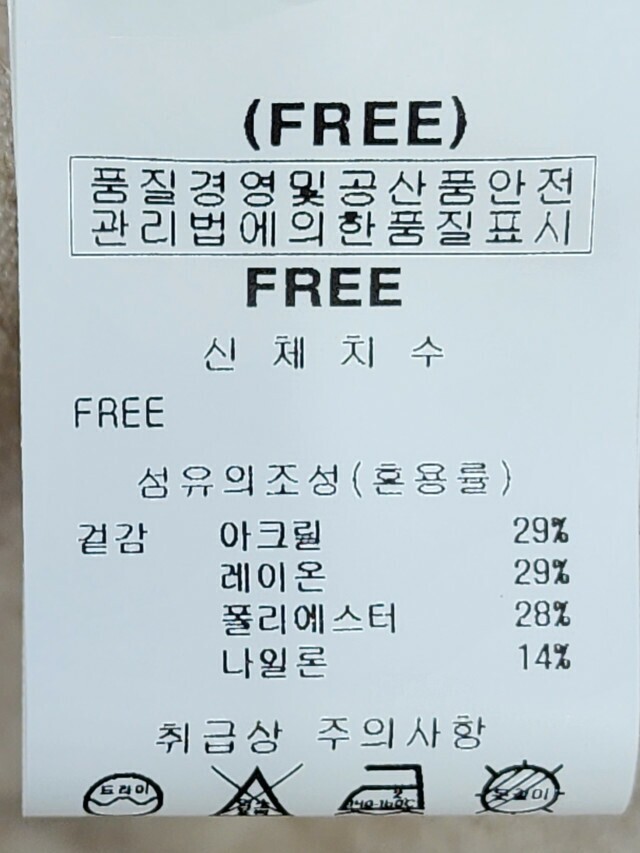 (FREE)
품질경영및공산품안전
관리법에의한품질표시
FREE
신체치수
FREE
섬유의조성(혼용률)
겉감 아크릴 29%
레이온 29%
폴리에스터 28%
나일론 14%
취급상 주의사항
드라이